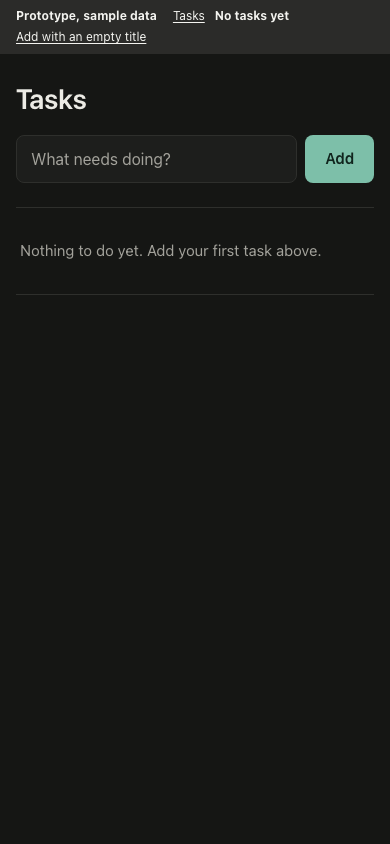 Prototype, sample data Tasks No tasks yet
Add with an empty title
Tasks
What needs doing?
Add
Nothing to do yet. Add your first task above.